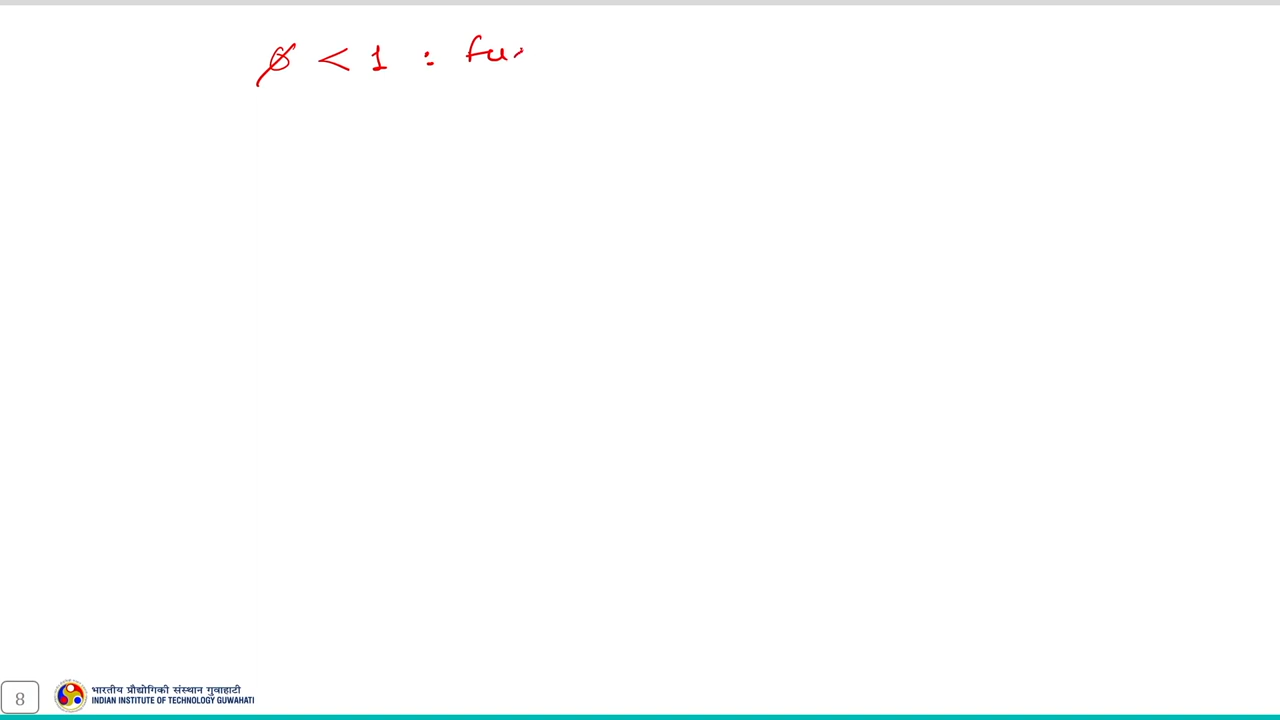 ϕ < 1 : fu
8
भारतीय प्रौद्योगिकी संस्थान गुवाहाटी
INDIAN INSTITUTE OF TECHNOLOGY GUWAHATI